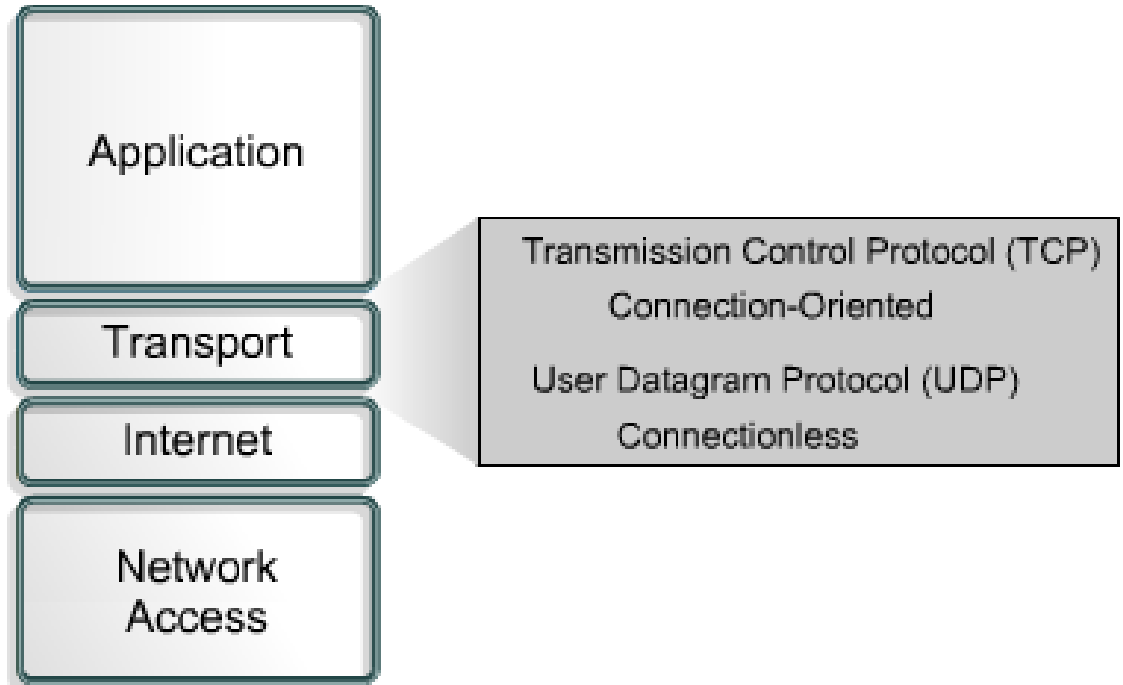 Application
Transport
Internet
Network
Access
Transmission Control Protocol (TCP)
Connection-Oriented
User Datagram Protocol (UDP)
Connectionless